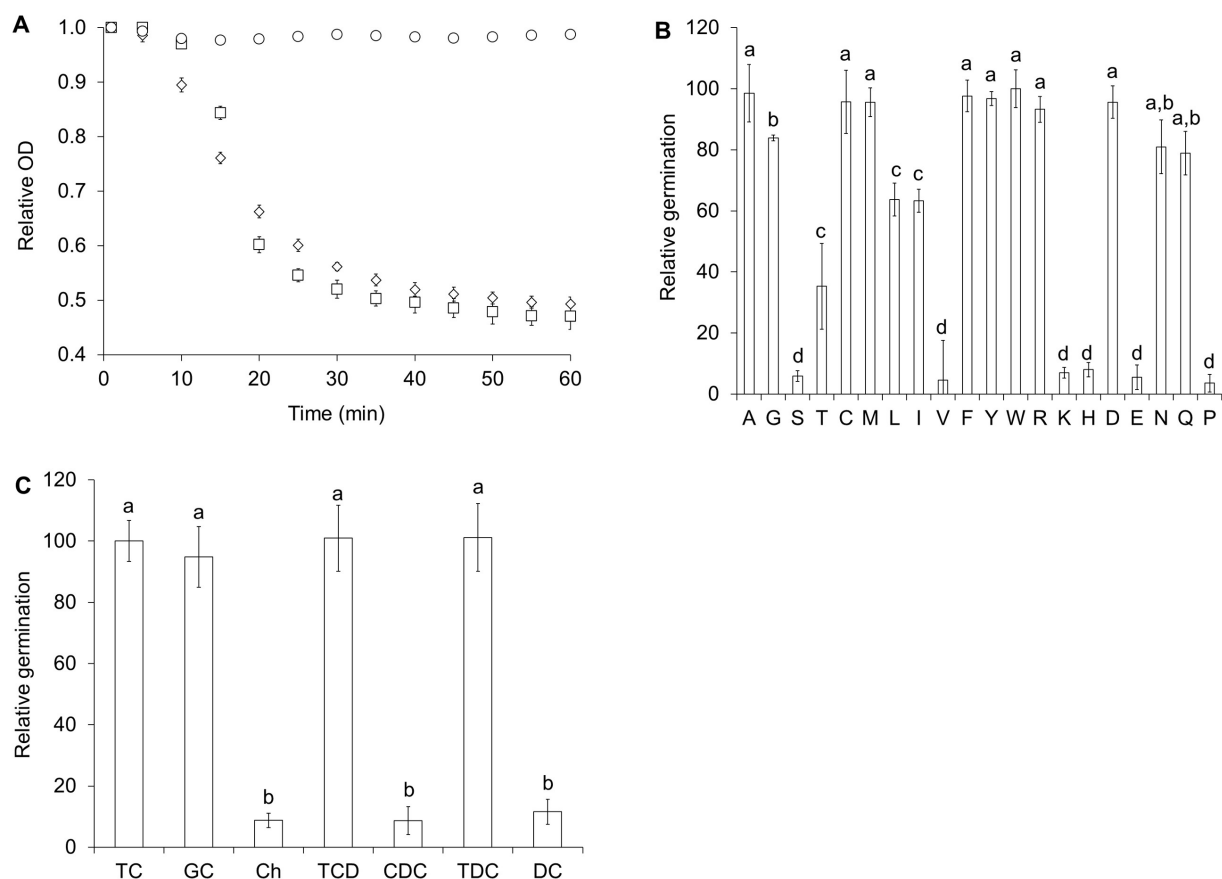 A
Relative OD
1.0
0.9
0.8
0.7
0.6
0.5
0.4
0 10 20 30 40 50 60
Time (min)
B
Relative germination
120
100
80
60
40
20
0
a b d c a a c c d a a a a d d a d a,b a,b d
A G S T C M L I V F Y W R K H D E N Q P
C
Relative germination
120
100
80
60
40
20
0
a a b a b a b
TC GC Ch TCD CDC TDC DC